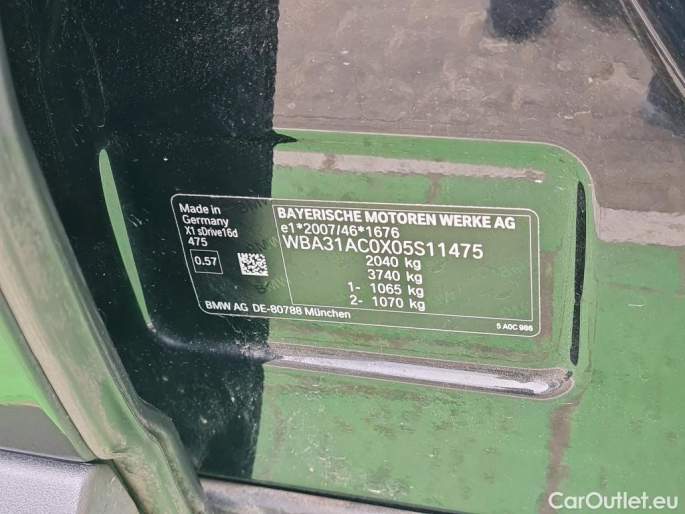 Made in
Germany
X1 sDrive16d
475
0.57
BAYERISCHE MOTOREN WERKE AG
e1*2007/46*1676
WBA31AC0X05S11475
2040 kg
3740 kg
1- 1065 kg
2- 1070 kg
BMW AG DE-80788 München
5 A0C 986
CarOutlet.eu